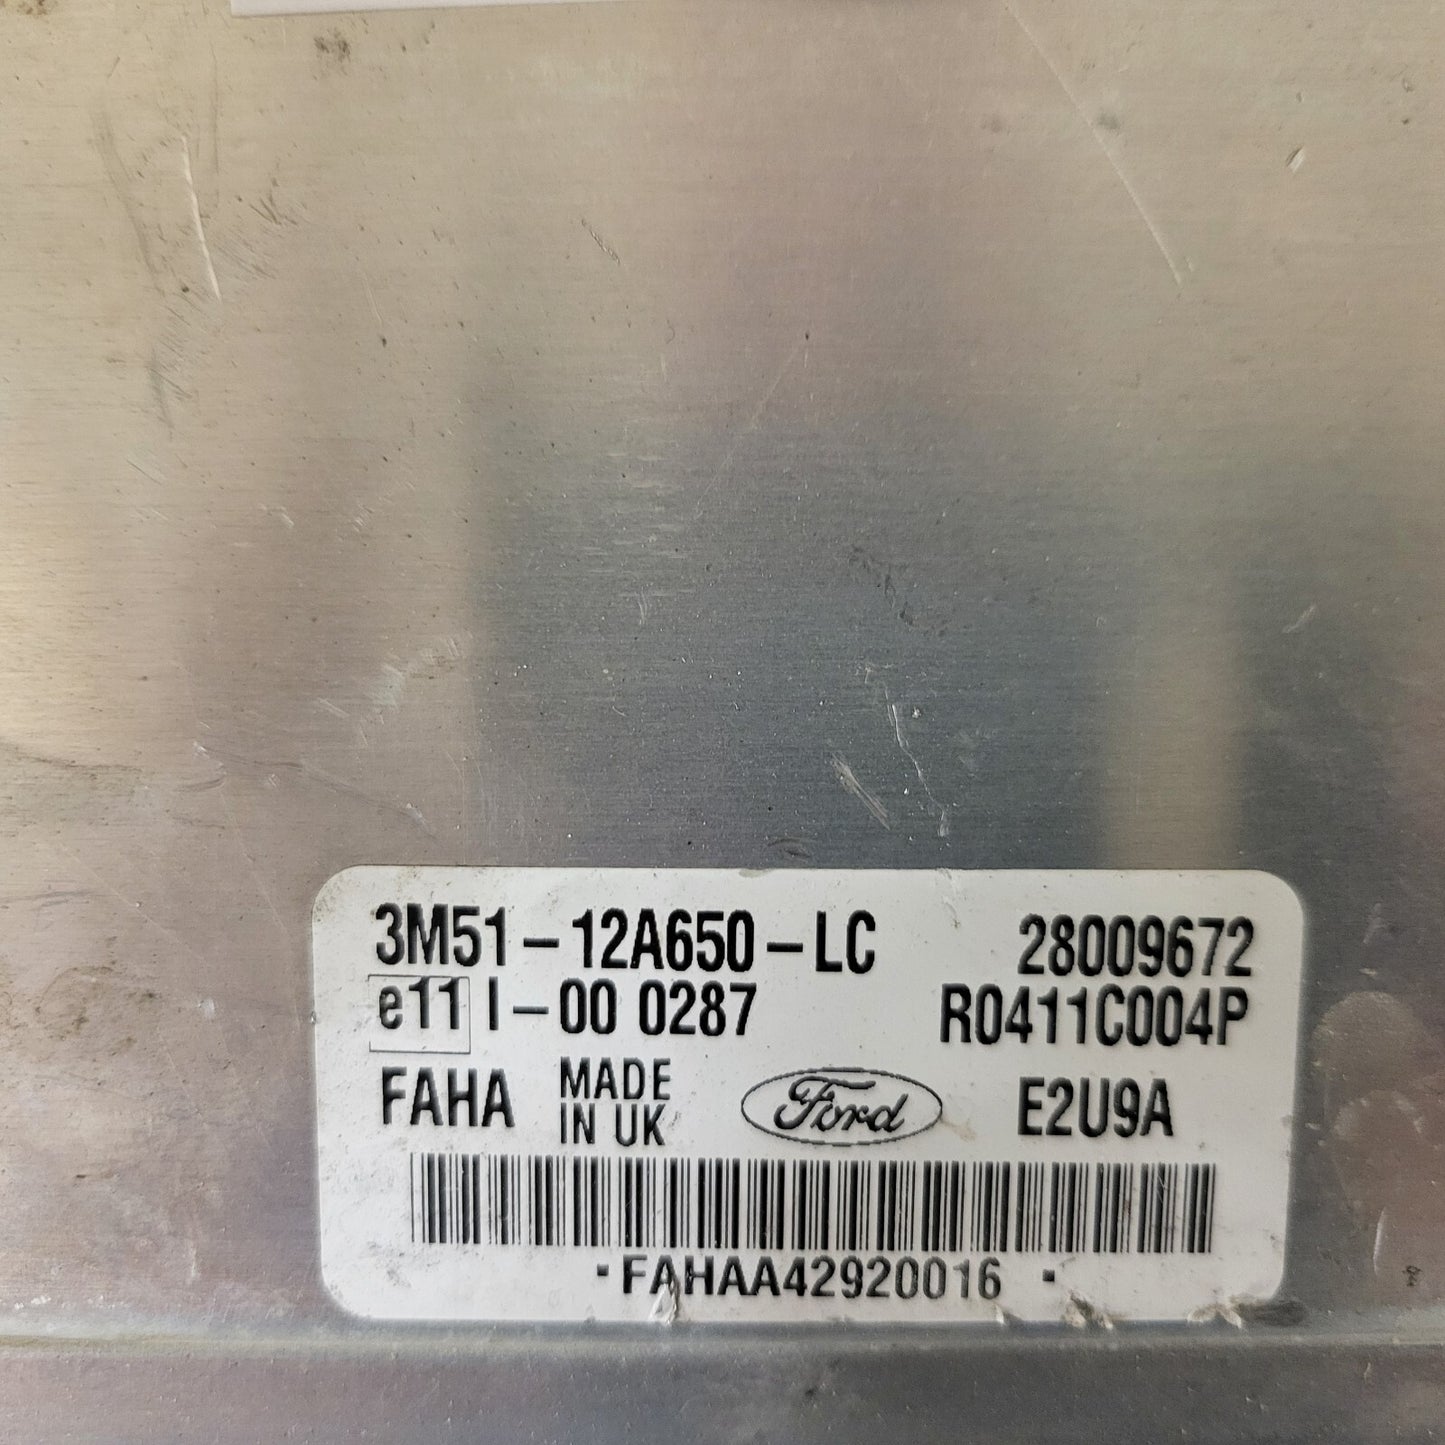 3M51-12A650-LC 28009672
e11 I-00 0287 R0411C004P
FAHA MADE IN UK Ford E2U9A
·FAHAA42920016 ·